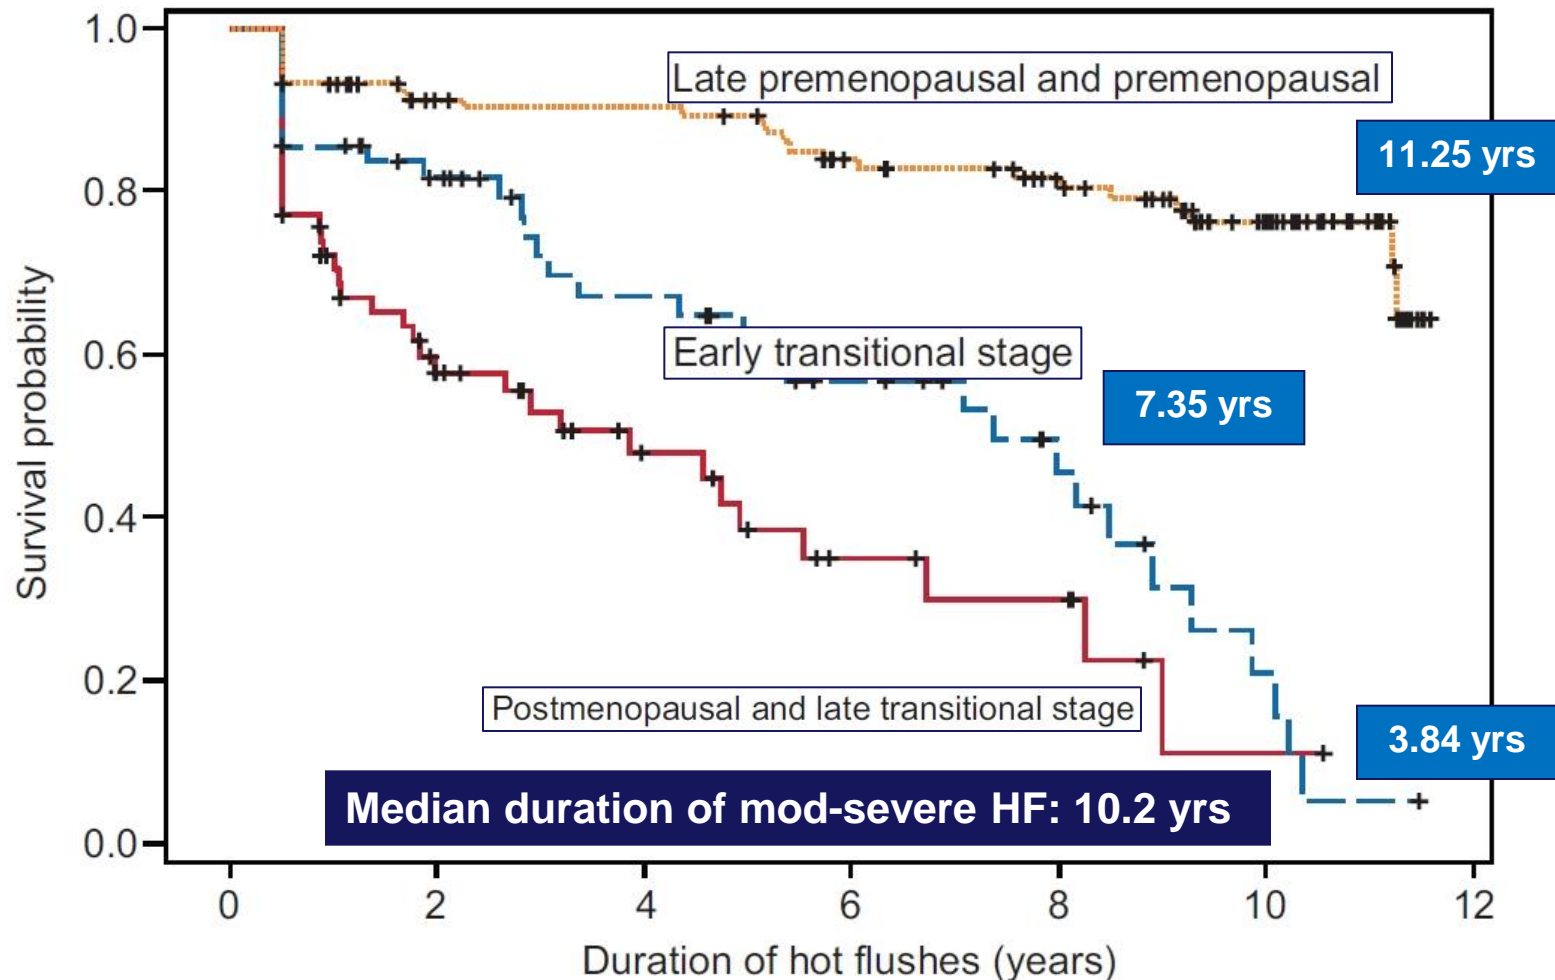 Survival probability
1.0
0.8
0.6
0.4
0.2
0.0
Late premenopausal and premenopausal
11.25 yrs
Early transitional stage
7.35 yrs
Postmenopausal and late transitional stage
3.84 yrs
Median duration of mod-severe HF: 10.2 yrs
0 2 4 6 8 10 12
Duration of hot flushes (years)